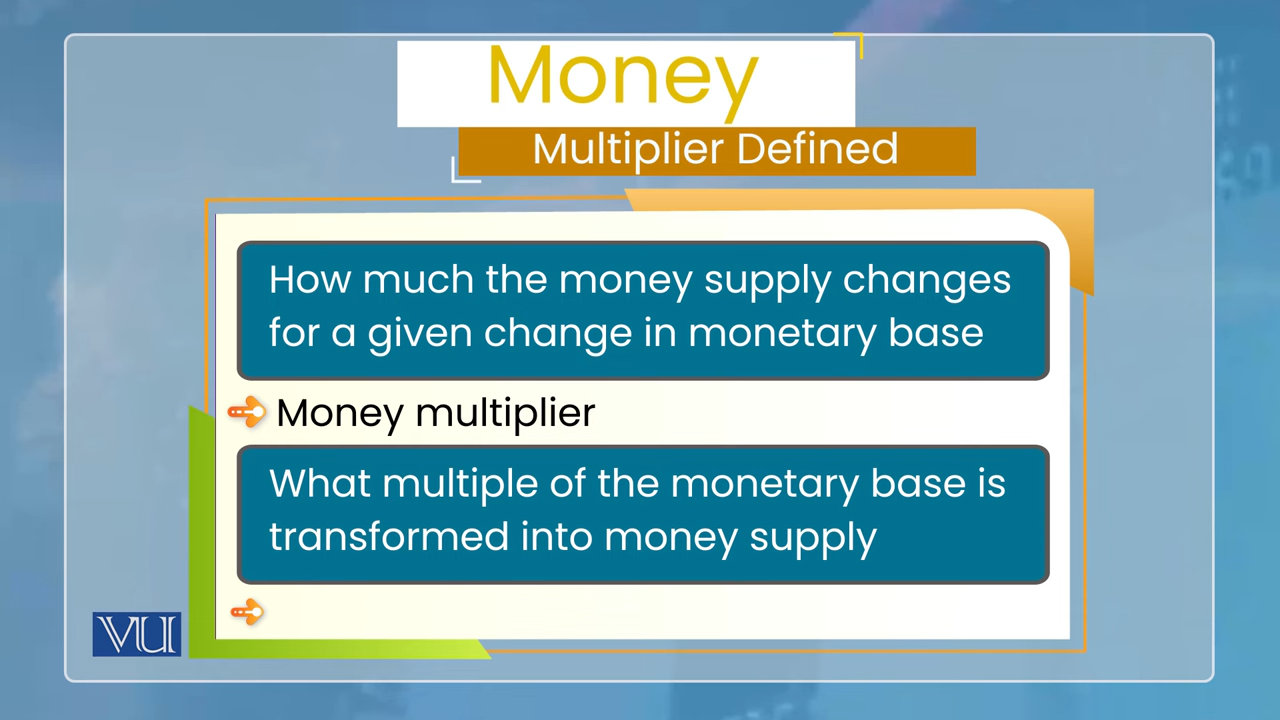 Money
Multiplier Defined
How much the money supply changes
for a given change in monetary base
Money multiplier
What multiple of the monetary base is
transformed into money supply
VU